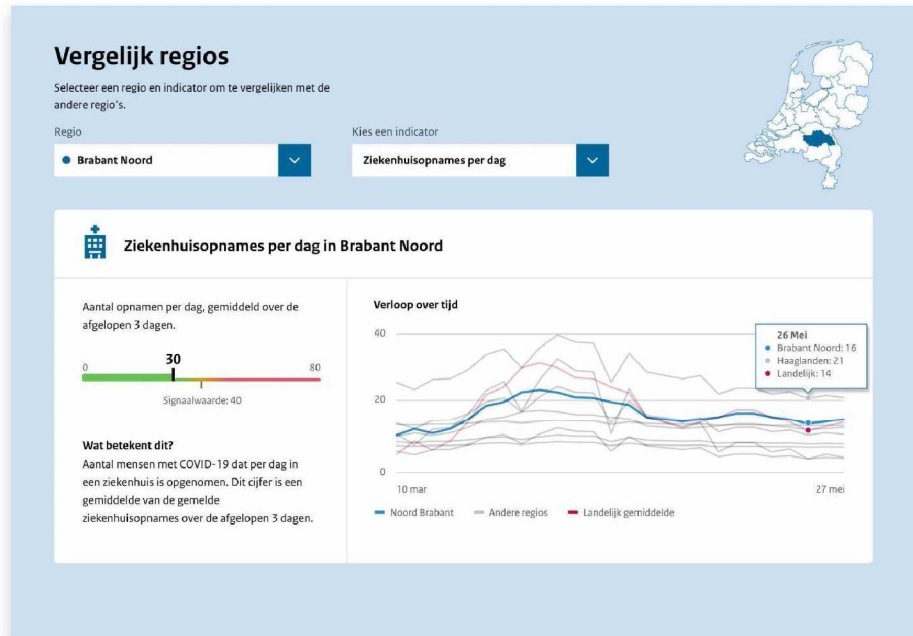 Vergelijk regios
Selecteer een regio en indicator om te vergelijken met de
andere regio's.
Regio
Brabant Noord
Kies een indicator
Ziekenhuisopnames per dag
Ziekenhuisopnames per dag in Brabant Noord
Aantal opnamen per dag, gemiddeld over de
afgelopen 3 dagen.
0
30
80
Signaalwaarde: 40
Wat betekent dit?
Aantal mensen met COVID-19 dat per dag in
een ziekenhuis is opgenomen. Dit cijfer is een
gemiddelde van de gemelde
ziekenhuisopnames over de afgelopen 3 dagen.
Verloop over tijd
40
20
0
26 Mei
Brabant Noord: 16
Haaglanden: 21
Landelijk: 14
10 mar
27 mei
Noord Brabant
Andere regios
Landelijk gemiddelde